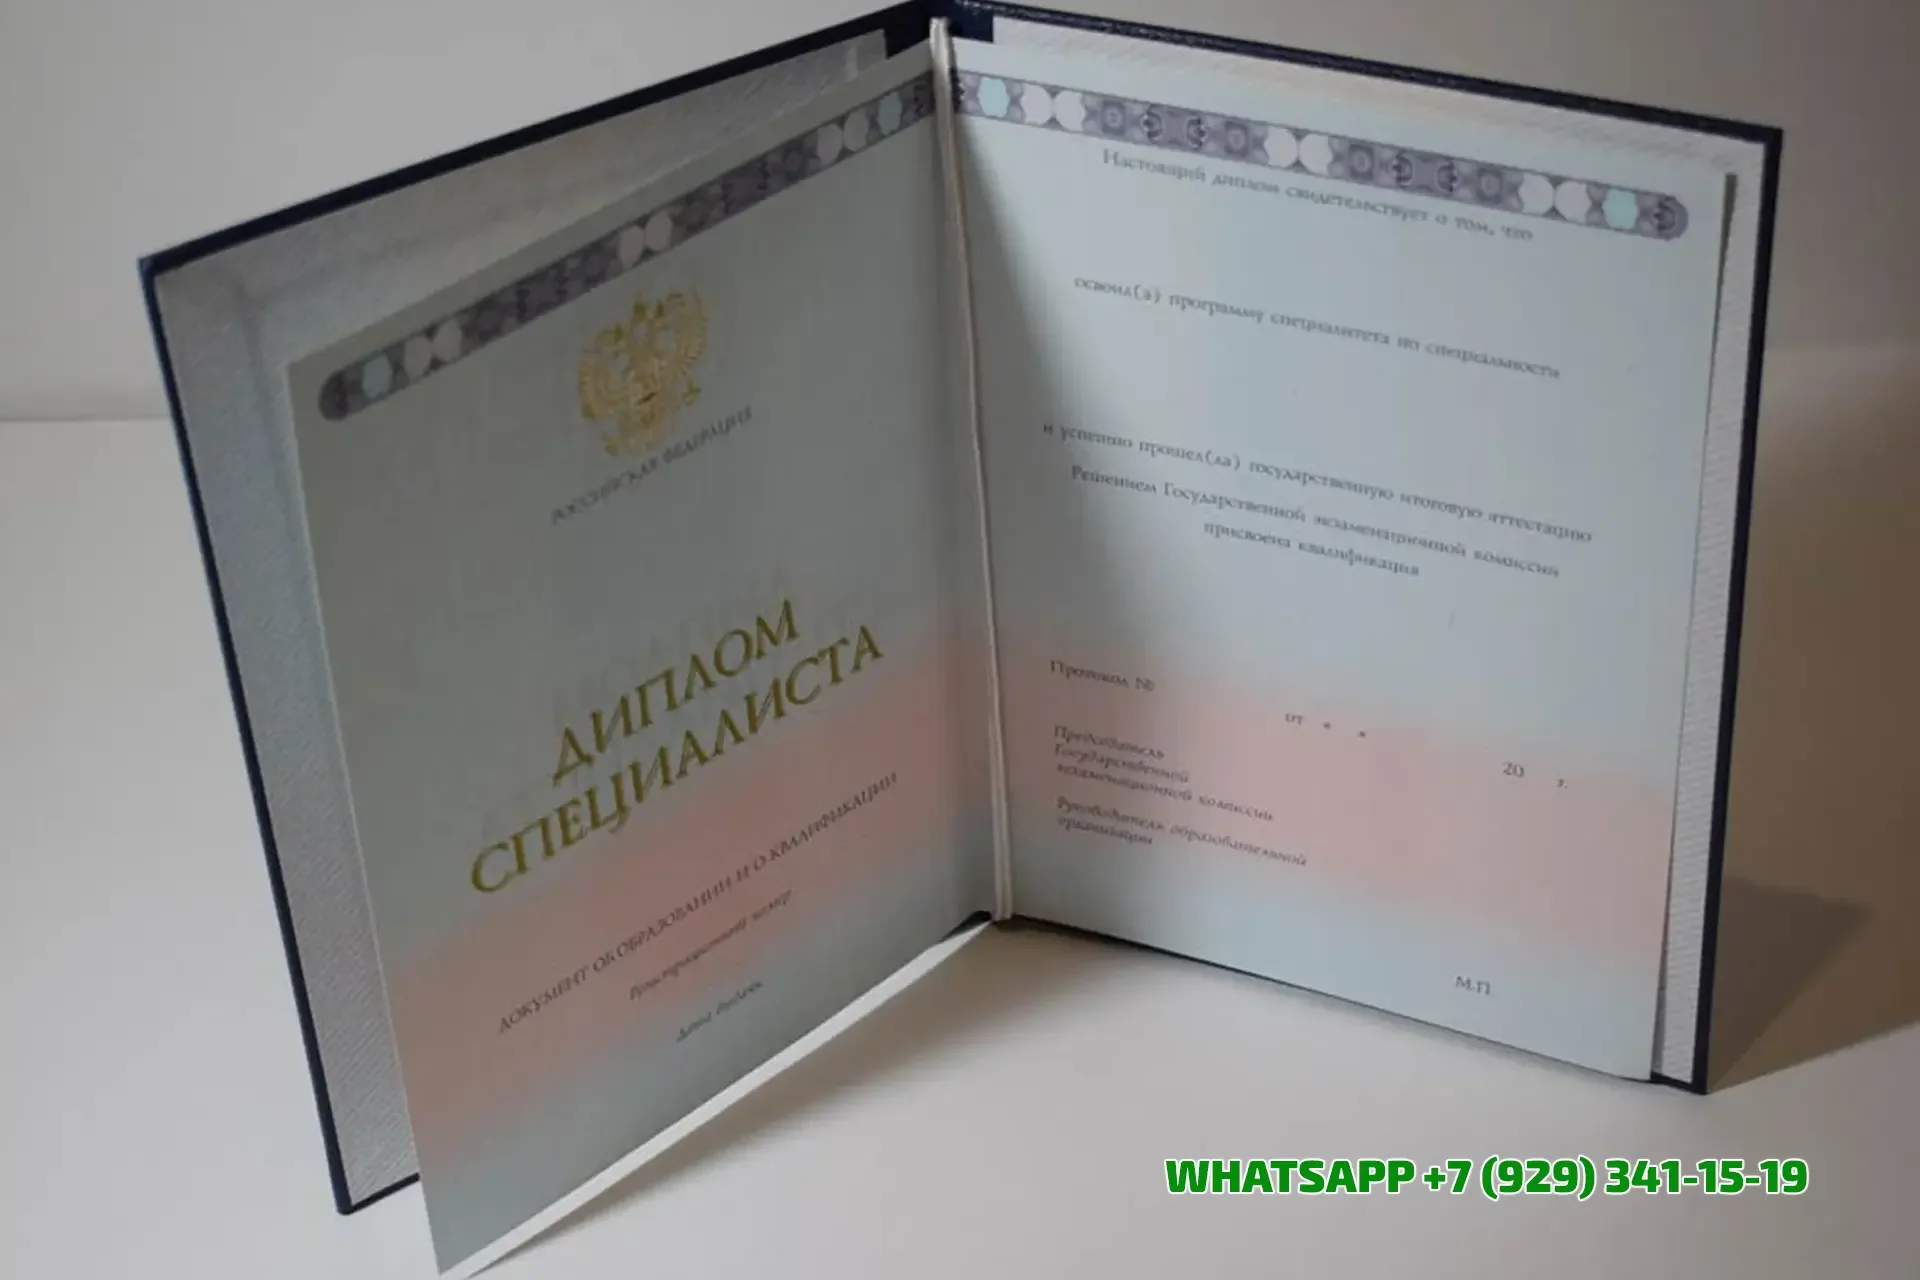 РОССИЙСКАЯ ФЕДЕРАЦИЯ
ДИПЛОМ
СПЕЦИАЛИСТА
ДОКУМЕНТ ОБ ОБРАЗОВАНИИ И О КВАЛИФИКАЦИИ
Регистрационный номер
Дата выдачи
Настоящий диплом свидетельствует о том, что
освоил(а) программу специалитета по специальности
и успешно прошел(ла) государственную итоговую аттестацию
Решением Государственной экзаменационной комиссии
присвоена квалификация
Протокол №
от « » 20 г.
Председатель
Государственной
экзаменационной комиссии
Руководитель образовательной
организации
М.П.
WHATSAPP +7 (929) 341-15-19